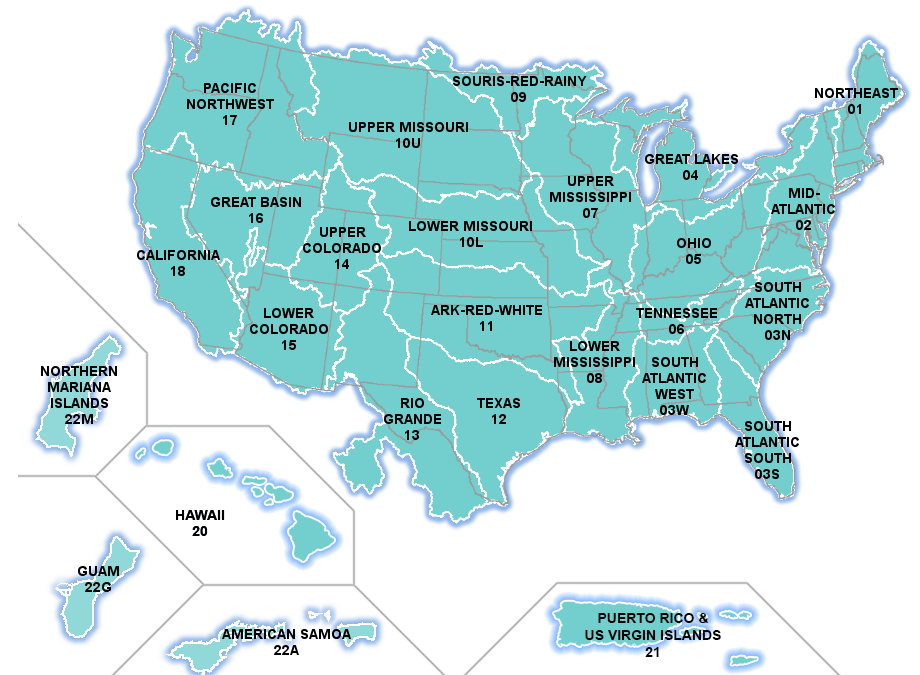 NORTHEAST
01
PACIFIC
NORTHWEST
17
SOURIS-RED-RAINY
09
UPPER MISSOURI
10U
GREAT LAKES
04
UPPER
MISSISSIPPI
07
MID-
ATLANTIC
02
GREAT BASIN
16
LOWER MISSOURI
10L
UPPER
COLORADO
14
OHIO
05
CALIFORNIA
18
SOUTH
ATLANTIC
NORTH
03N
LOWER
COLORADO
15
ARK-RED-WHITE
11
TENNESSEE
06
LOWER
MISSISSIPPI
08
SOUTH
ATLANTIC
WEST
03W
NORTHERN
MARIANA
ISLANDS
22M
RIO
GRANDE
13
TEXAS
12
SOUTH
ATLANTIC
SOUTH
03S
HAWAII
20
GUAM
22G
AMERICAN SAMOA
22A
PUERTO RICO &
US VIRGIN ISLANDS
21